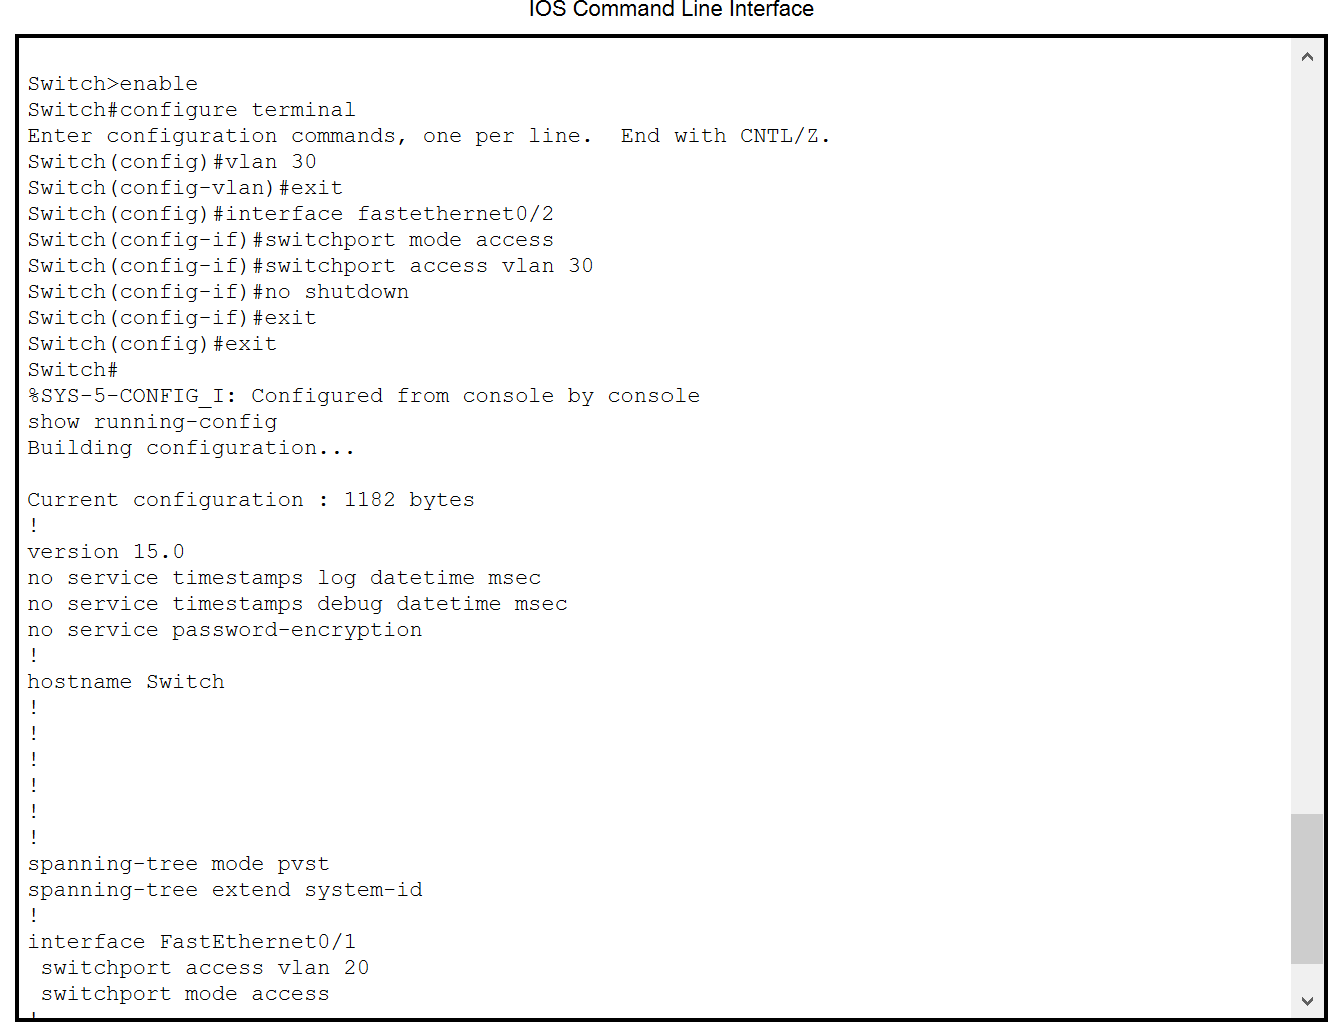 IOS Command Line Interface
Switch>enable
Switch#configure terminal
Enter configuration commands, one per line.  End with CNTL/Z.
Switch(config)#vlan 30
Switch(config-vlan)#exit
Switch(config)#interface fastethernet0/2
Switch(config-if)#switchport mode access
Switch(config-if)#switchport access vlan 30
Switch(config-if)#no shutdown
Switch(config-if)#exit
Switch(config)#exit
Switch#
%SYS-5-CONFIG_I: Configured from console by console
show running-config
Building configuration...
Current configuration : 1182 bytes
!
version 15.0
no service timestamps log datetime msec
no service timestamps debug datetime msec
no service password-encryption
!
hostname Switch
!
!
!
!
!
!
spanning-tree mode pvst
spanning-tree extend system-id
!
interface FastEthernet0/1
 switchport access vlan 20
 switchport mode access
!